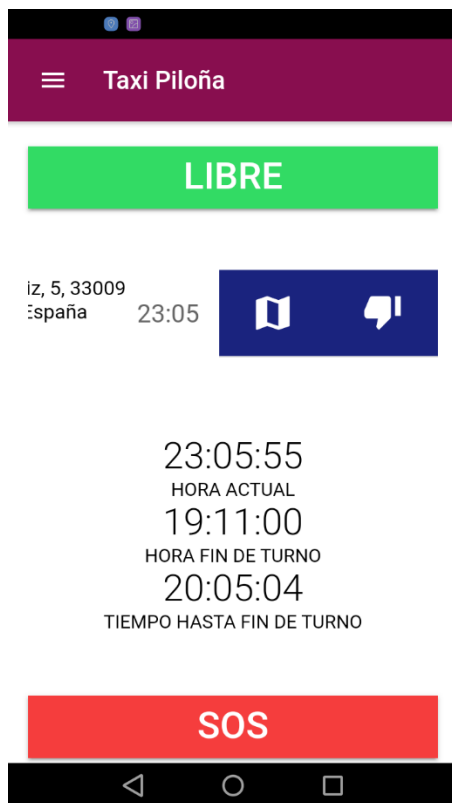 Taxi Piloña
LIBRE
iz, 5, 33009
España
23:05
23:05:55
HORA ACTUAL
19:11:00
HORA FIN DE TURNO
20:05:04
TIEMPO HASTA FIN DE TURNO
SOS